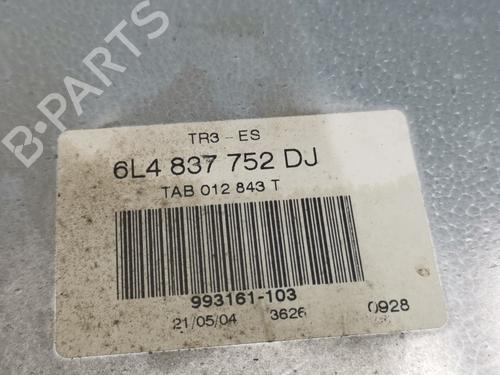 B-PARTS
TR3-ES
6L4 837 752 DJ
TAB 012 843 T
993161-103
21/05/04 3626 0928